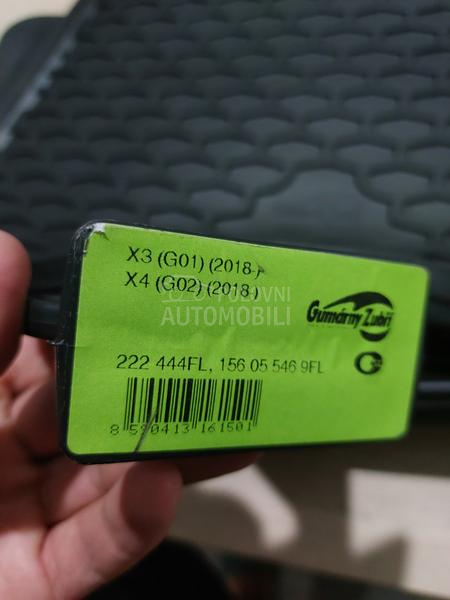 X3 (G01) (2018-)
X4 (G02) (2018-)
Gumárny Zubří
POLOVNI
AUTOMOBILI
222 444FL, 156 05 546 9FL
8 590413 161501